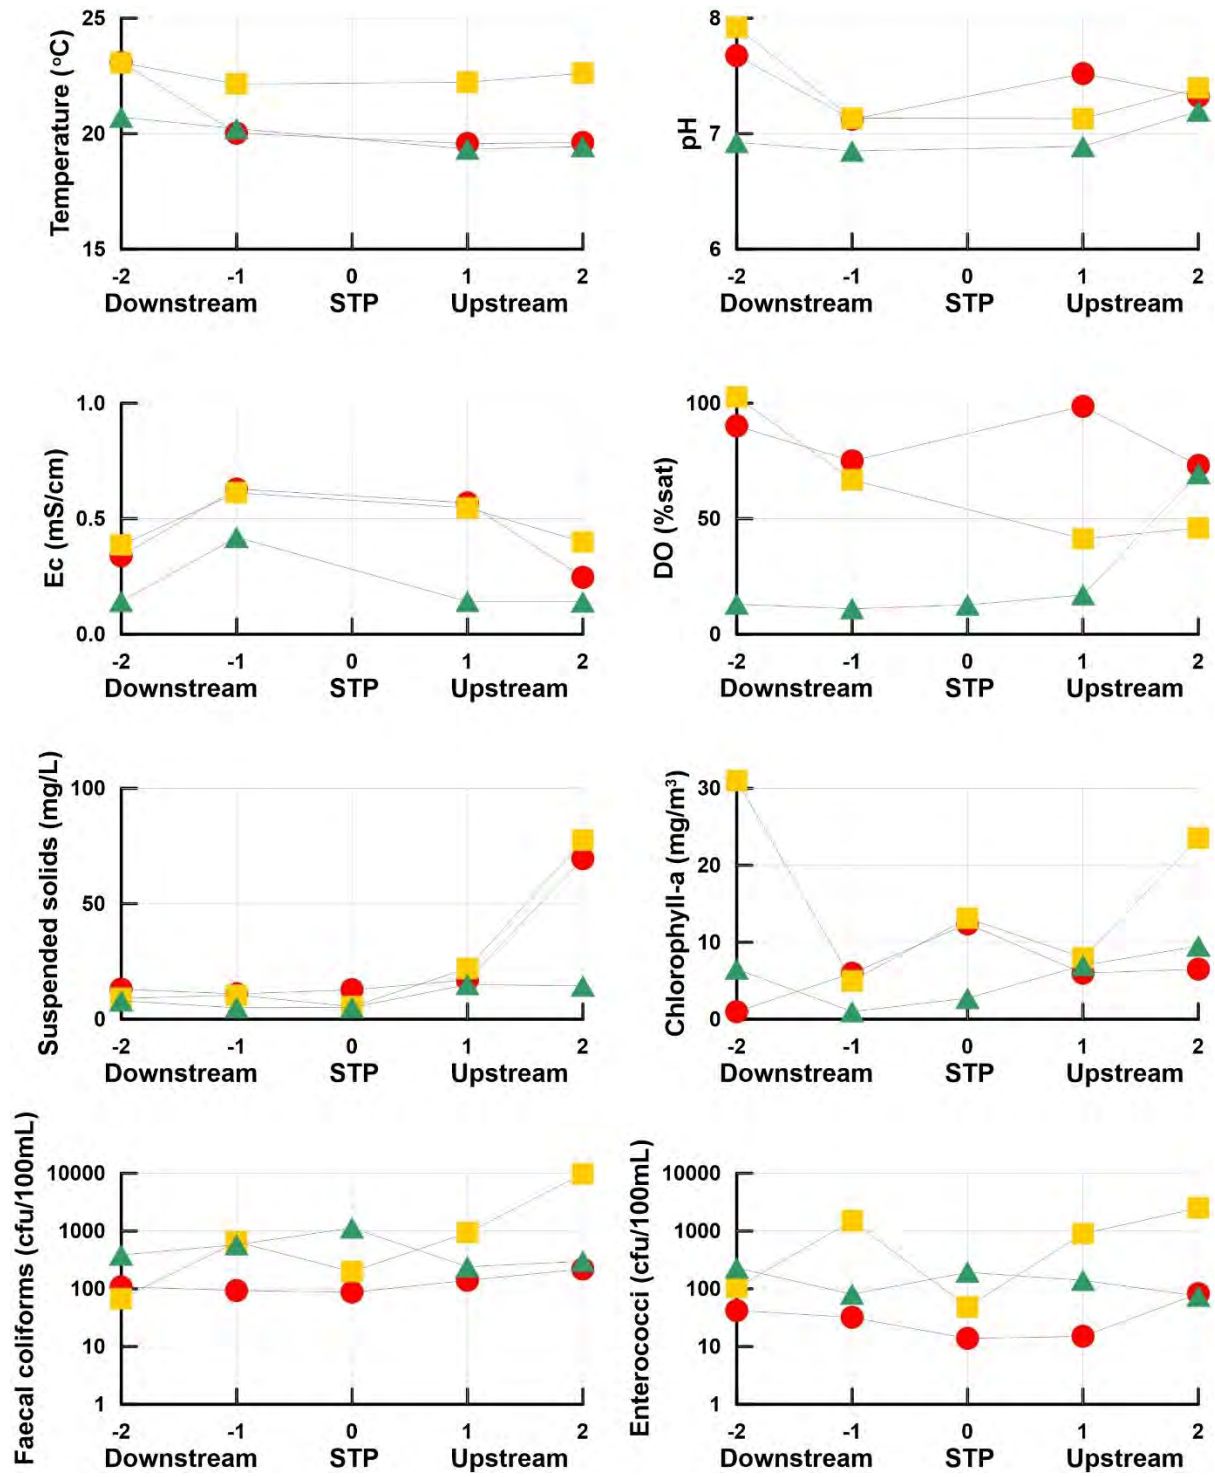 Temperature (°C)
25
20
15
-2 -1 0 1 2
Downstream STP Upstream
pH
8
7
6
-2 -1 0 1 2
Downstream STP Upstream
Ec (mS/cm)
1.0
0.5
0.0
-2 -1 0 1 2
Downstream STP Upstream
DO (%sat)
100
50
0
-2 -1 0 1 2
Downstream STP Upstream
Suspended solids (mg/L)
100
50
0
-2 -1 0 1 2
Downstream STP Upstream
Chlorophyll-a (mg/m³)
30
20
10
0
-2 -1 0 1 2
Downstream STP Upstream
Faecal coliforms (cfu/100mL)
10000
1000
100
10
1
-2 -1 0 1 2
Downstream STP Upstream
Enterococci (cfu/100mL)
10000
1000
100
10
1
-2 -1 0 1 2
Downstream STP Upstream